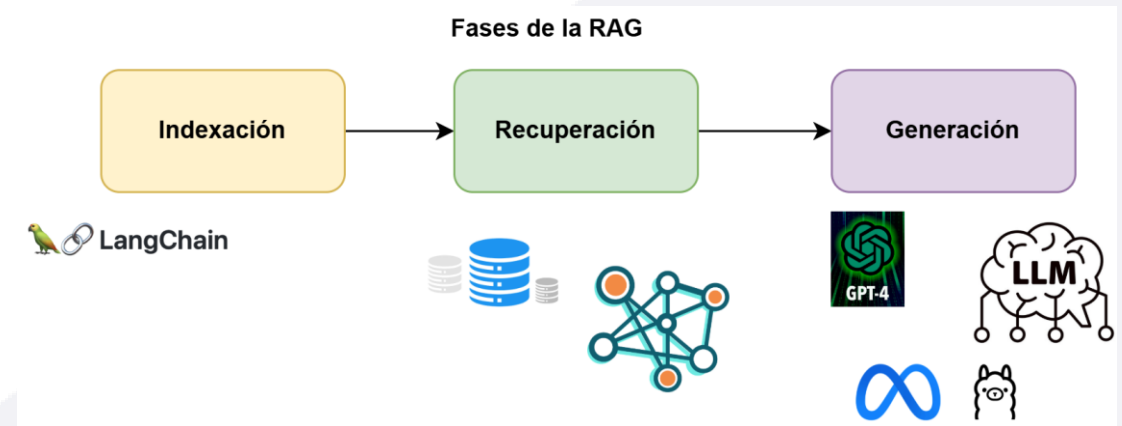 Fases de la RAG
Indexación
Recuperación
Generación
LangChain
GPT-4
LLM